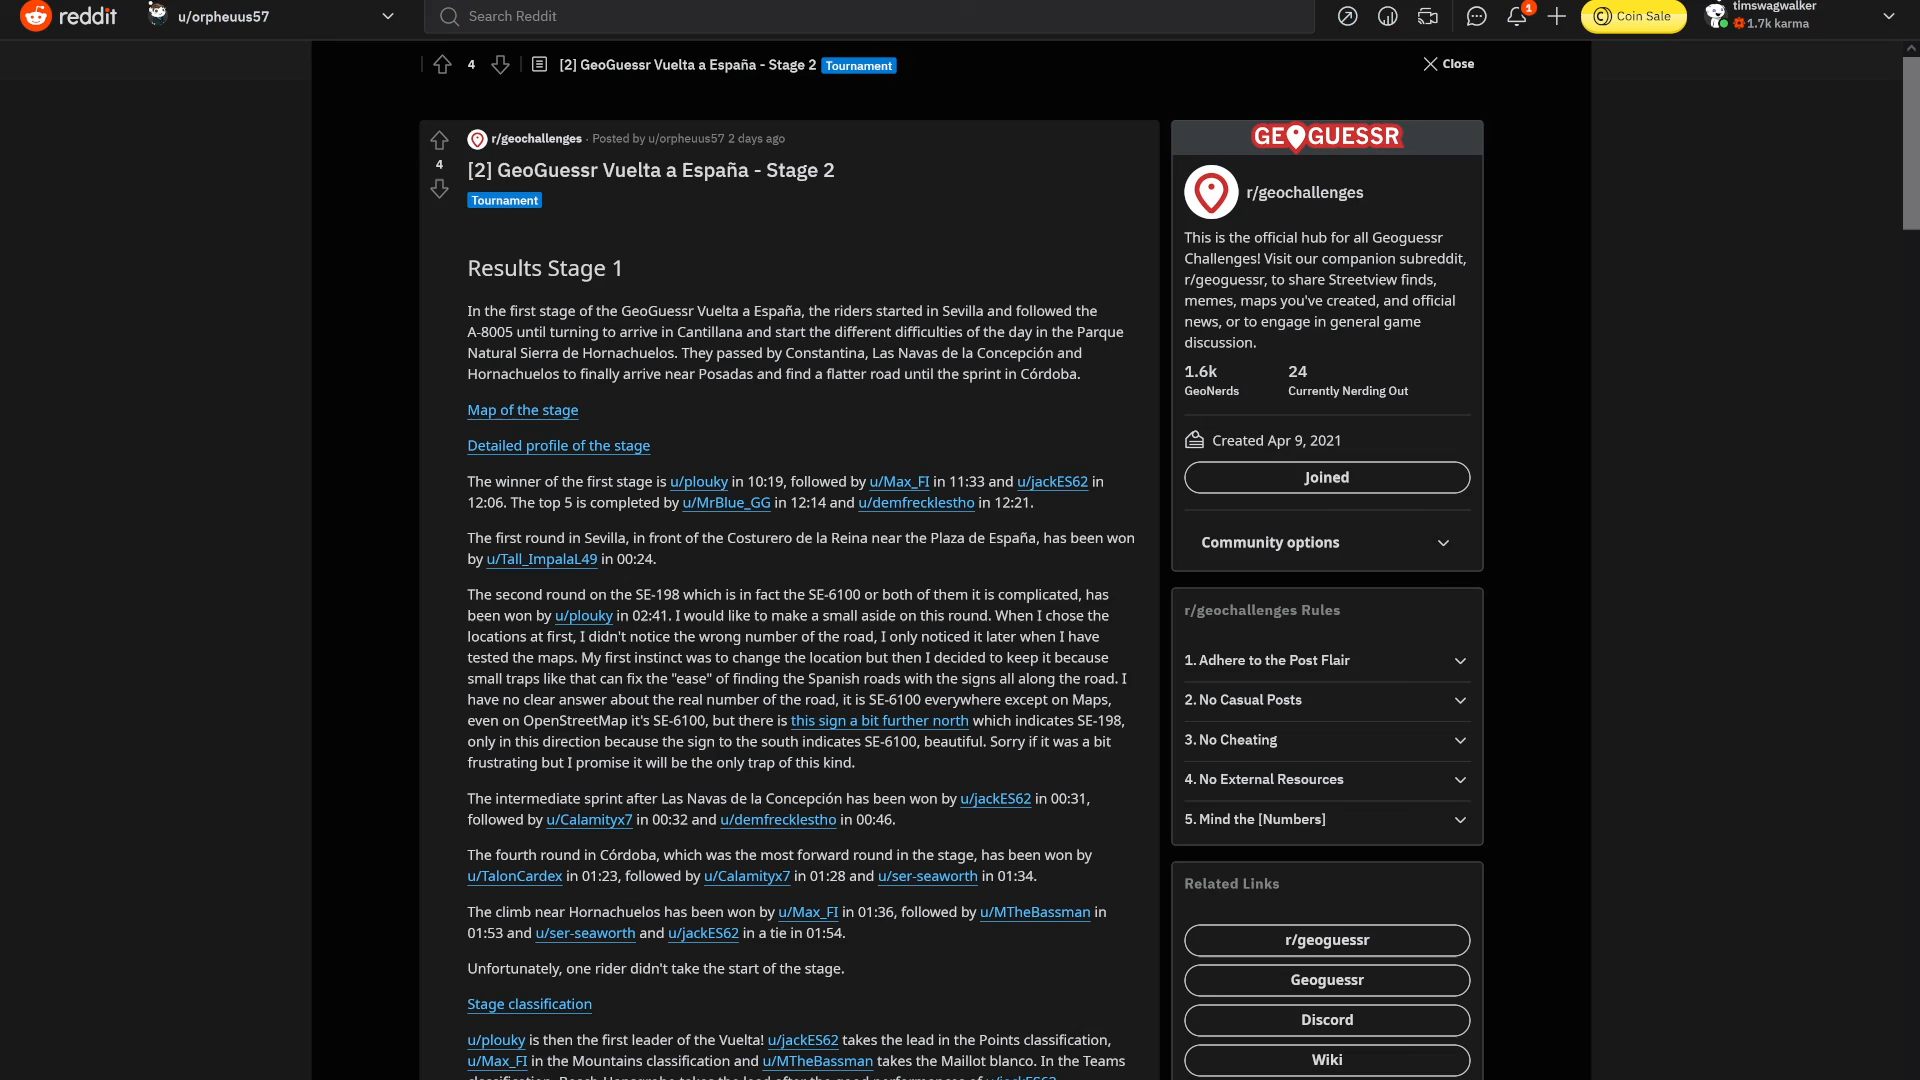 reddit
u/orpheuus57
Search Reddit
1
Coin Sale
timswagwalker
1.7k karma
4
[2] GeoGuessr Vuelta a España - Stage 2 Tournament
Close
r/geochallenges · Posted by u/orpheuus57 2 days ago
4
[2] GeoGuessr Vuelta a España - Stage 2
Tournament
Results Stage 1
In the first stage of the GeoGuessr Vuelta a España, the riders started in Sevilla and followed the
A-8005 until turning to arrive in Cantillana and start the different difficulties of the day in the Parque
Natural Sierra de Hornachuelos. They passed by Constantina, Las Navas de la Concepción and
Hornachuelos to finally arrive near Posadas and find a flatter road until the sprint in Córdoba.
Map of the stage
Detailed profile of the stage
The winner of the first stage is u/plouky in 10:19, followed by u/Max_FI in 11:33 and u/jackES62 in
12:06. The top 5 is completed by u/MrBlue_GG in 12:14 and u/demfrecklestho in 12:21.
The first round in Sevilla, in front of the Costurero de la Reina near the Plaza de España, has been won
by u/Tall_ImpalaL49 in 00:24.
The second round on the SE-198 which is in fact the SE-6100 or both of them it is complicated, has
been won by u/plouky in 02:41. I would like to make a small aside on this round. When I chose the
locations at first, I didn't notice the wrong number of the road, I only noticed it later when I have
tested the maps. My first instinct was to change the location but then I decided to keep it because
small traps like that can fix the "ease" of finding the Spanish roads with the signs all along the road. I
have no clear answer about the real number of the road, it is SE-6100 everywhere except on Maps,
even on OpenStreetMap it's SE-6100, but there is this sign a bit further north which indicates SE-198,
only in this direction because the sign to the south indicates SE-6100, beautiful. Sorry if it was a bit
frustrating but I promise it will be the only trap of this kind.
The intermediate sprint after Las Navas de la Concepción has been won by u/jackES62 in 00:31,
followed by u/Calamityx7 in 00:32 and u/demfrecklestho in 00:46.
The fourth round in Córdoba, which was the most forward round in the stage, has been won by
u/TalonCardex in 01:23, followed by u/Calamityx7 in 01:28 and u/ser-seaworth in 01:34.
The climb near Hornachuelos has been won by u/Max_FI in 01:36, followed by u/MTheBassman in
01:53 and u/ser-seaworth and u/jackES62 in a tie in 01:54.
Unfortunately, one rider didn't take the start of the stage.
Stage classification
u/plouky is then the first leader of the Vuelta! u/jackES62 takes the lead in the Points classification,
u/Max_FI in the Mountains classification and u/MTheBassman takes the Maillot blanco. In the Teams
GEOGUESSR
r/geochallenges
This is the official hub for all Geoguessr
Challenges! Visit our companion subreddit,
r/geoguessr, to share Streetview finds,
memes, maps you've created, and official
news, or to engage in general game
discussion.
1.6k
GeoNerds
24
Currently Nerding Out
Created Apr 9, 2021
Joined
Community options
r/geochallenges Rules
1. Adhere to the Post Flair
2. No Casual Posts
3. No Cheating
4. No External Resources
5. Mind the [Numbers]
Related Links
r/geoguessr
Geoguessr
Discord
Wiki